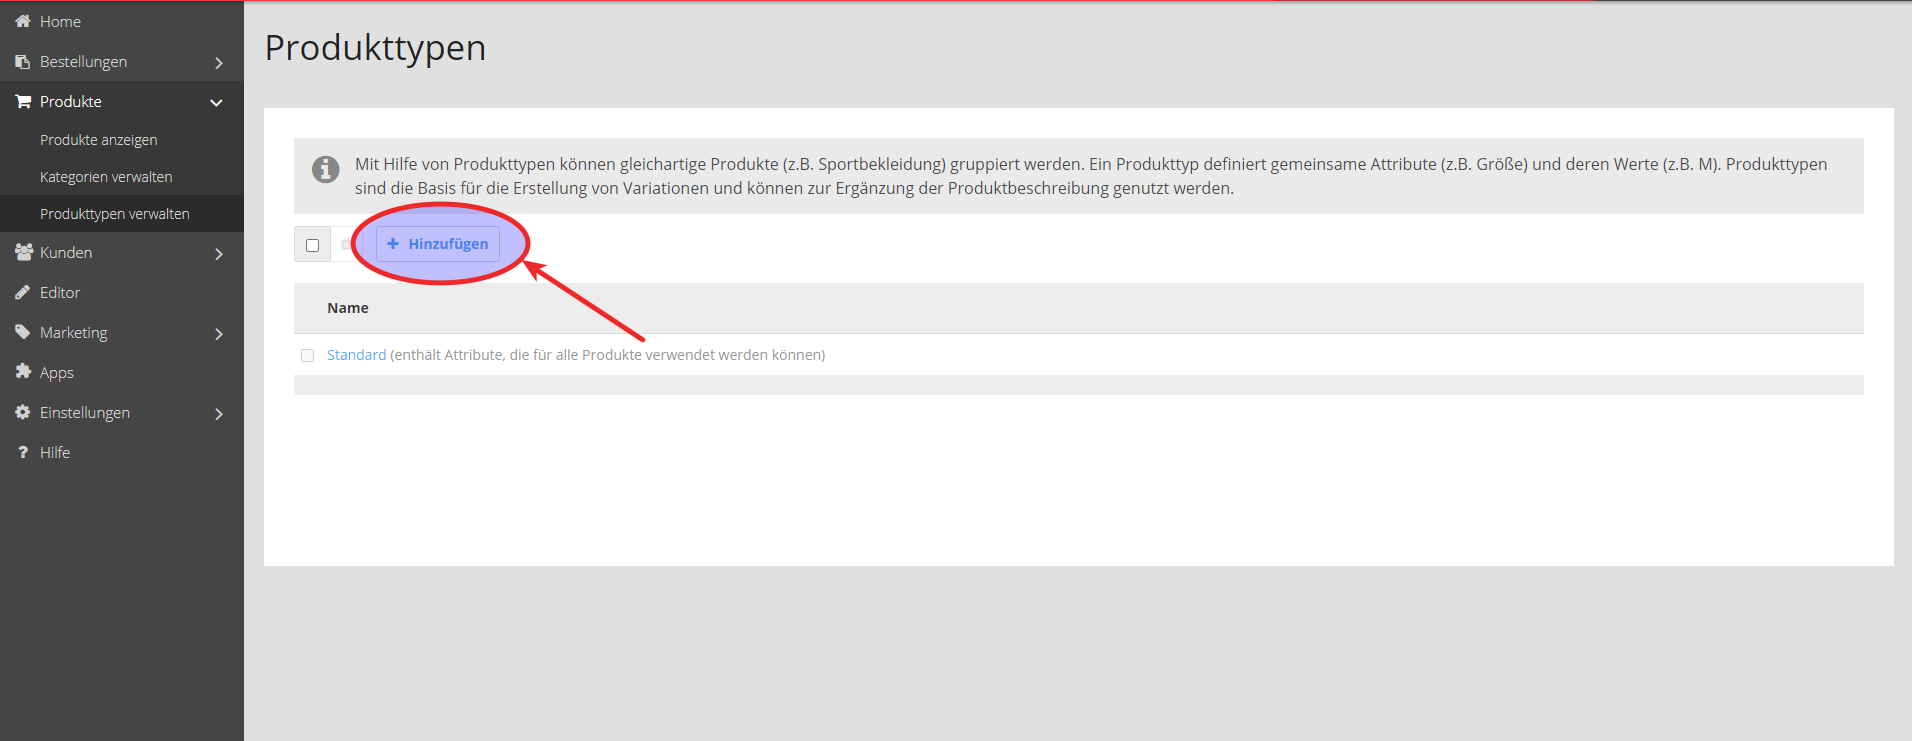 Home
Bestellungen
Produkte
Produkte anzeigen
Kategorien verwalten
Produkttypen verwalten
Kunden
Editor
Marketing
Apps
Einstellungen
Hilfe
Produkttypen
Mit Hilfe von Produkttypen können gleichartige Produkte (z.B. Sportbekleidung) gruppiert werden. Ein Produkttyp definiert gemeinsame Attribute (z.B. Größe) und deren Werte (z.B. M). Produkttypen
sind die Basis für die Erstellung von Variationen und können zur Ergänzung der Produktbeschreibung genutzt werden.
Hinzufügen
Name
Standard (enthält Attribute, die für alle Produkte verwendet werden können)